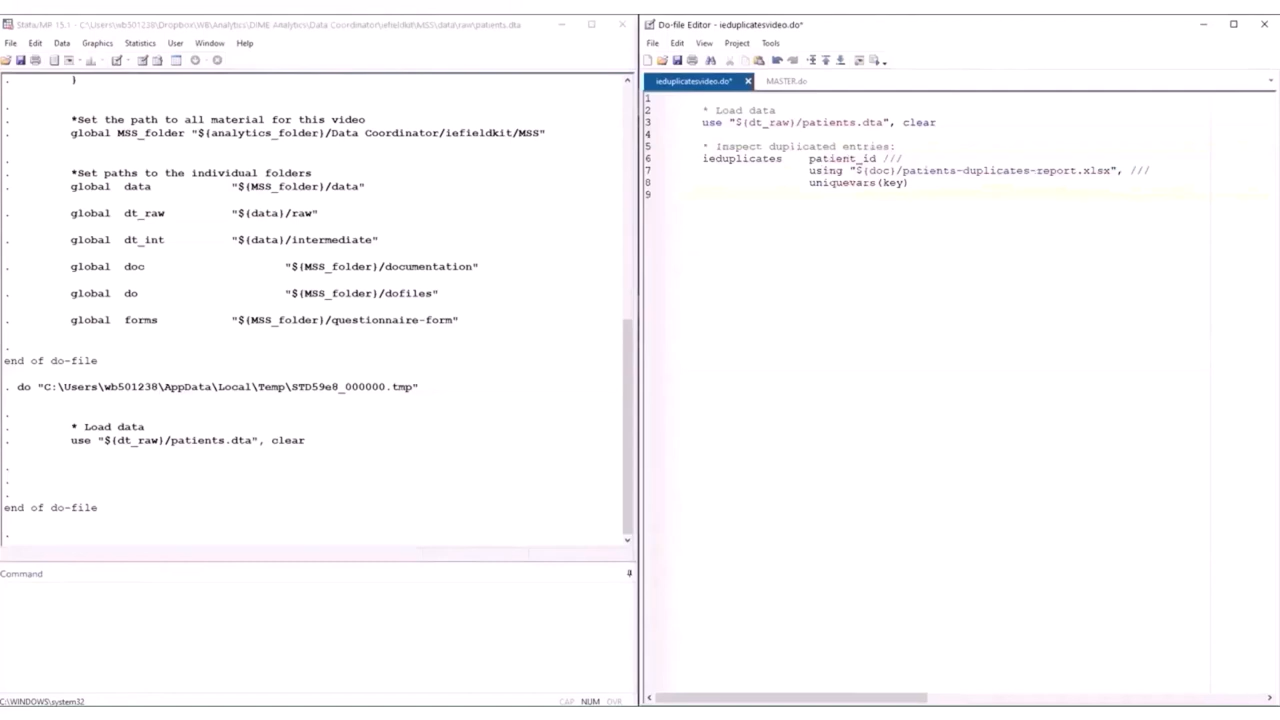 Stata/MP 15.1 - C:\Users\wb501238\Dropbox\WB\Analytics\DIME Analytics\Data Coordinator\iefieldkit\MSS\data\raw\patients.dta
File Edit Data Graphics Statistics User Window Help
. }
.
. *Set the path to all material for this video
. global MSS_folder "${analytics_folder}/Data Coordinator/iefieldkit/MSS"
.
. *Set paths to the individual folders
. global data "${MSS_folder}/data"
. global dt_raw "${data}/raw"
. global dt_int "${data}/intermediate"
. global doc "${MSS_folder}/documentation"
. global do "${MSS_folder}/dofiles"
. global forms "${MSS_folder}/questionnaire-form"
.
end of do-file
. do "C:\Users\wb501238\AppData\Local\Temp\STD59e8_000000.tmp"
.
. * Load data
. use "${dt_raw}/patients.dta", clear
.
.
.
end of do-file
.
Command
C:\WINDOWS\system32
CAP NUM OVR
Do-file Editor - ieduplicatesvideo.do*
File Edit View Project Tools
ieduplicatesvideo.do* MASTER.do
1
2 * Load data
3 use "${dt_raw}/patients.dta", clear
4
5 * Inspect duplicated entries:
6 ieduplicates patient_id ///
7 using "${doc}/patients-duplicates-report.xlsx", ///
8 uniquevars(key)
9